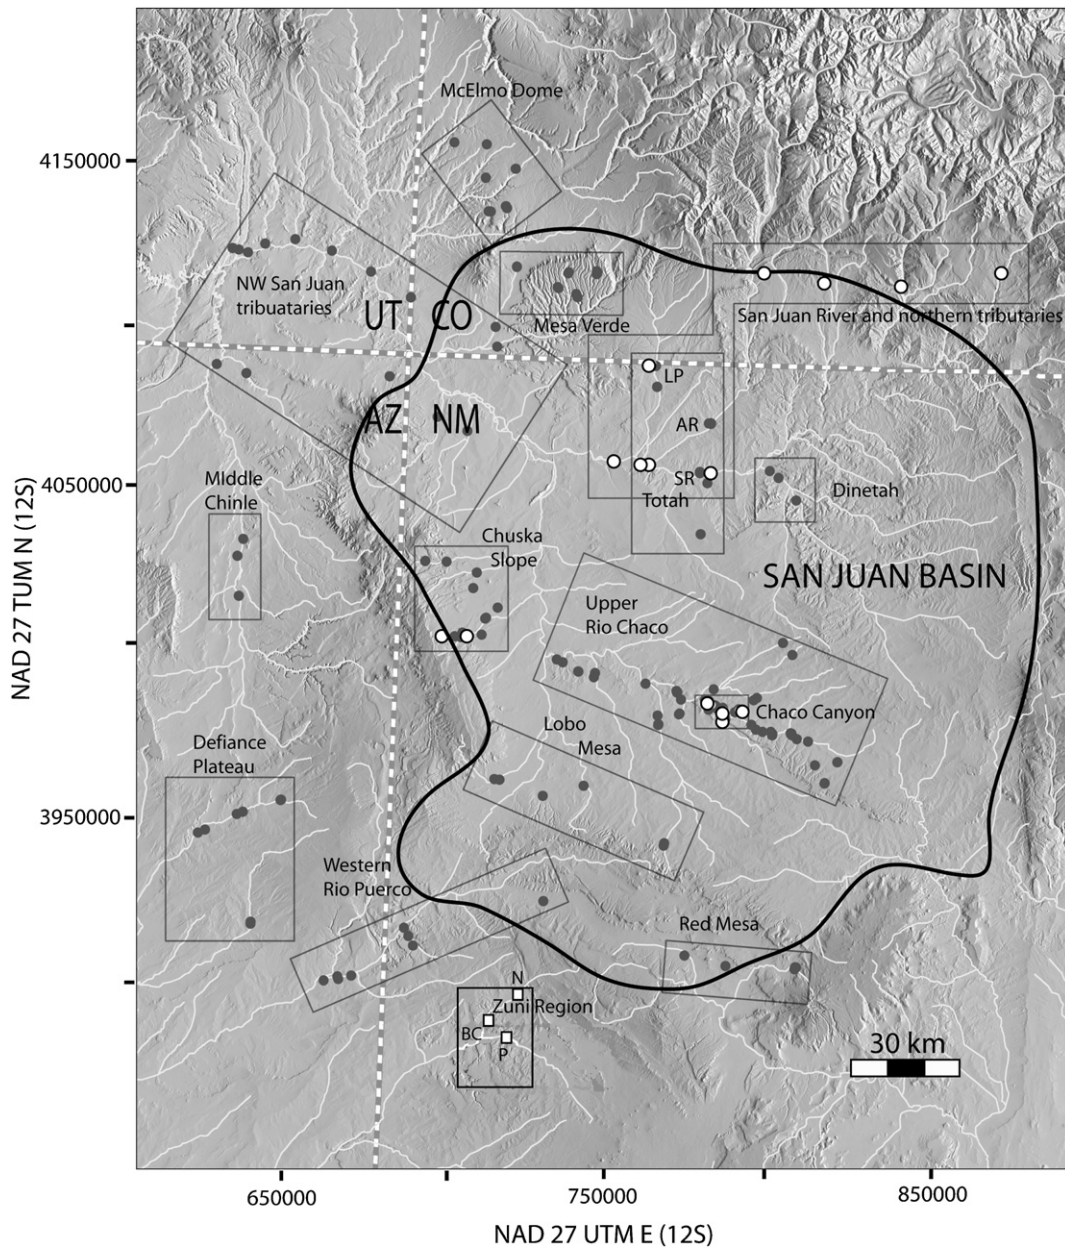 McElmo Dome
4150000
NW San Juan
tribuataries
UT
CO
Mesa Verde
San Juan River and northern tributaries
LP
AZ
NM
AR
SR
Totah
4050000
MIddle
Chinle
Dinetah
Chuska
Slope
SAN JUAN BASIN
Upper
Rio Chaco
NAD 27 TUM N (12S)
Chaco Canyon
Lobo
Mesa
Defiance
Plateau
3950000
Western
Rio Puerco
Red Mesa
N
Zuni Region
BC
P
30 km
650000
750000
850000
NAD 27 UTM E (12S)